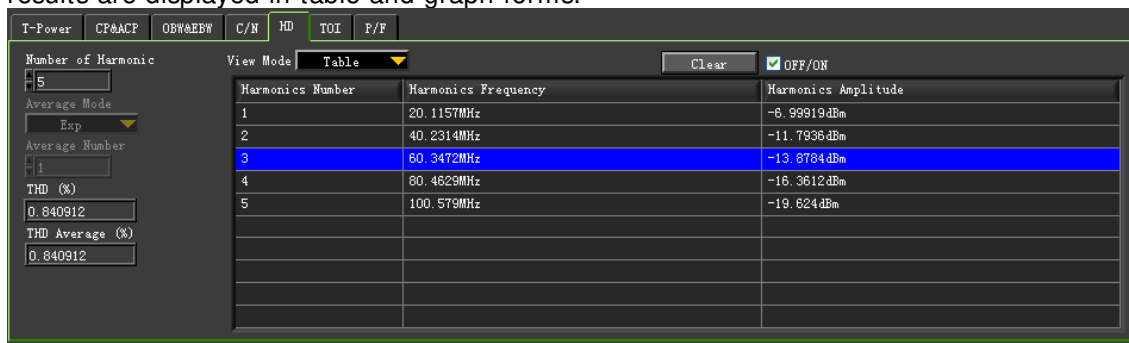 results are displayed in table and graph forms.
T-Power CP&ACP OBW&EBW C/N HD TOI P/F
Number of Harmonic View Mode Table Clear OFF/ON
5
Harmonics Number Harmonics Frequency Harmonics Amplitude
Average Mode
1 20.1157MHz -6.99919dBm
Exp
2 40.2314MHz -11.7936dBm
Average Number
3 60.3472MHz -13.8784dBm
1
4 80.4629MHz -16.3612dBm
THD (%)
5 100.579MHz -19.624dBm
0.840912
THD Average (%)
0.840912